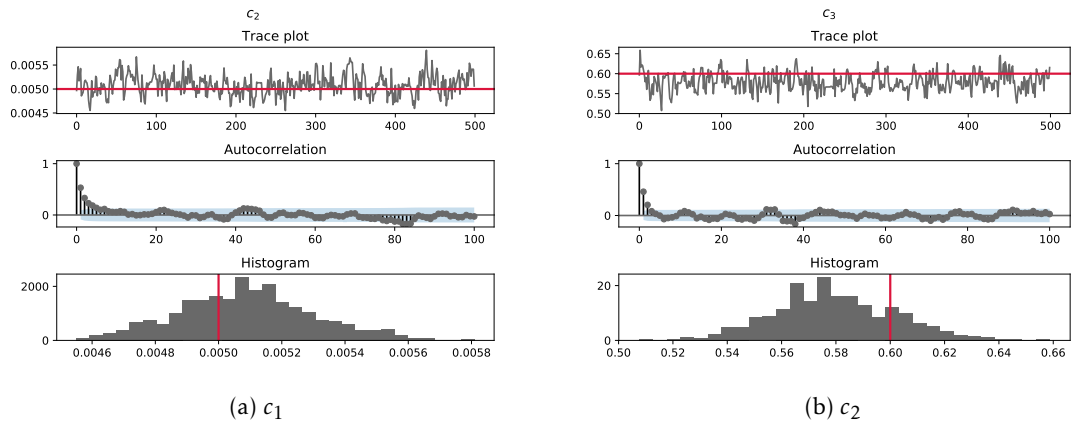 c₂
Trace plot
0.0055
0.0050
0.0045
0 100 200 300 400 500
Autocorrelation
1
0
0 20 40 60 80 100
Histogram
2000
0
0.0046 0.0048 0.0050 0.0052 0.0054 0.0056 0.0058
(a) c₁
c₃
Trace plot
0.65
0.60
0.55
0.50
0 100 200 300 400 500
Autocorrelation
1
0
0 20 40 60 80 100
Histogram
20
0
0.50 0.52 0.54 0.56 0.58 0.60 0.62 0.64 0.66
(b) c₂